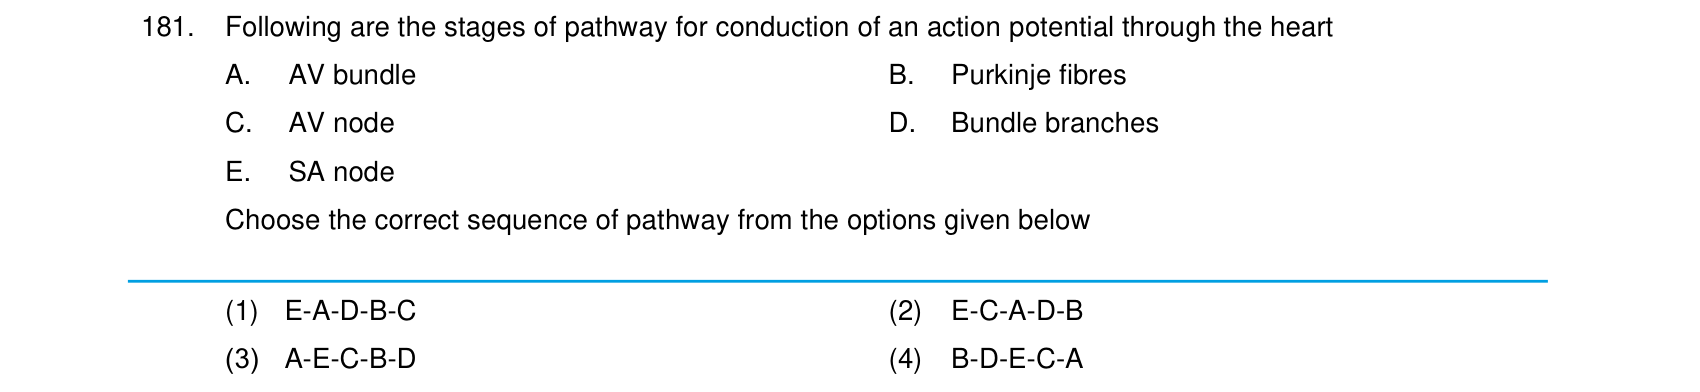 181. Following are the stages of pathway for conduction of an action potential through the heart
A. AV bundle B. Purkinje fibres
C. AV node D. Bundle branches
E. SA node
Choose the correct sequence of pathway from the options given below
(1) E-A-D-B-C (2) E-C-A-D-B
(3) A-E-C-B-D (4) B-D-E-C-A